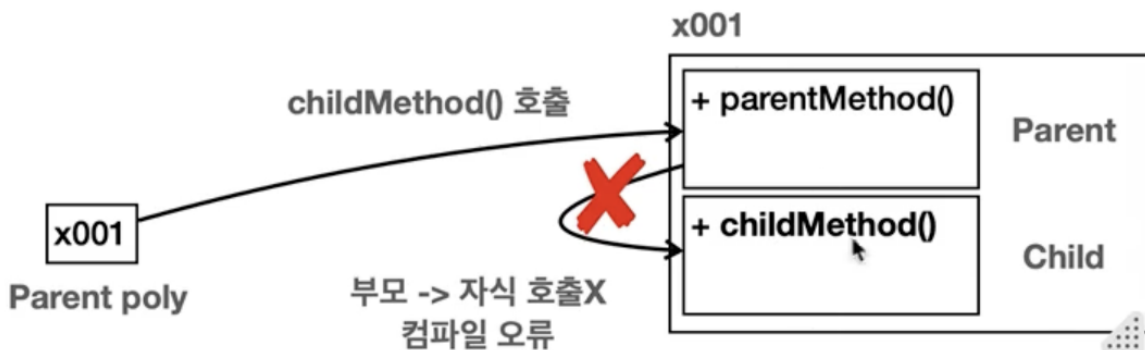 x001
childMethod() 호출
+ parentMethod()
Parent
x001
+ childMethod()
Child
Parent poly
부모 -> 자식 호출X
컴파일 오류